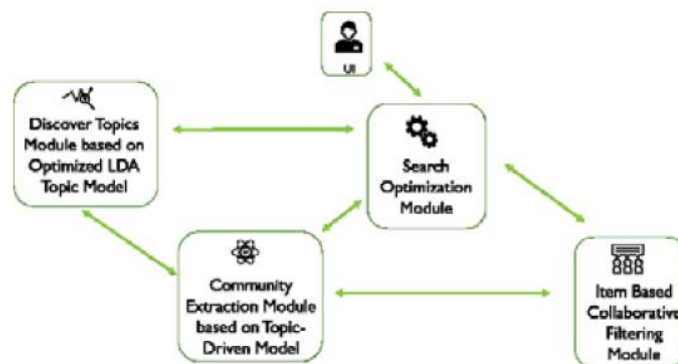 UI
Discover Topics
Module based on
Optimized LDA
Topic Model
Search
Optimization
Module
Community
Extraction Module
based on Topic-
Driven Model
Item Based
Collaborative
Filtering
Module